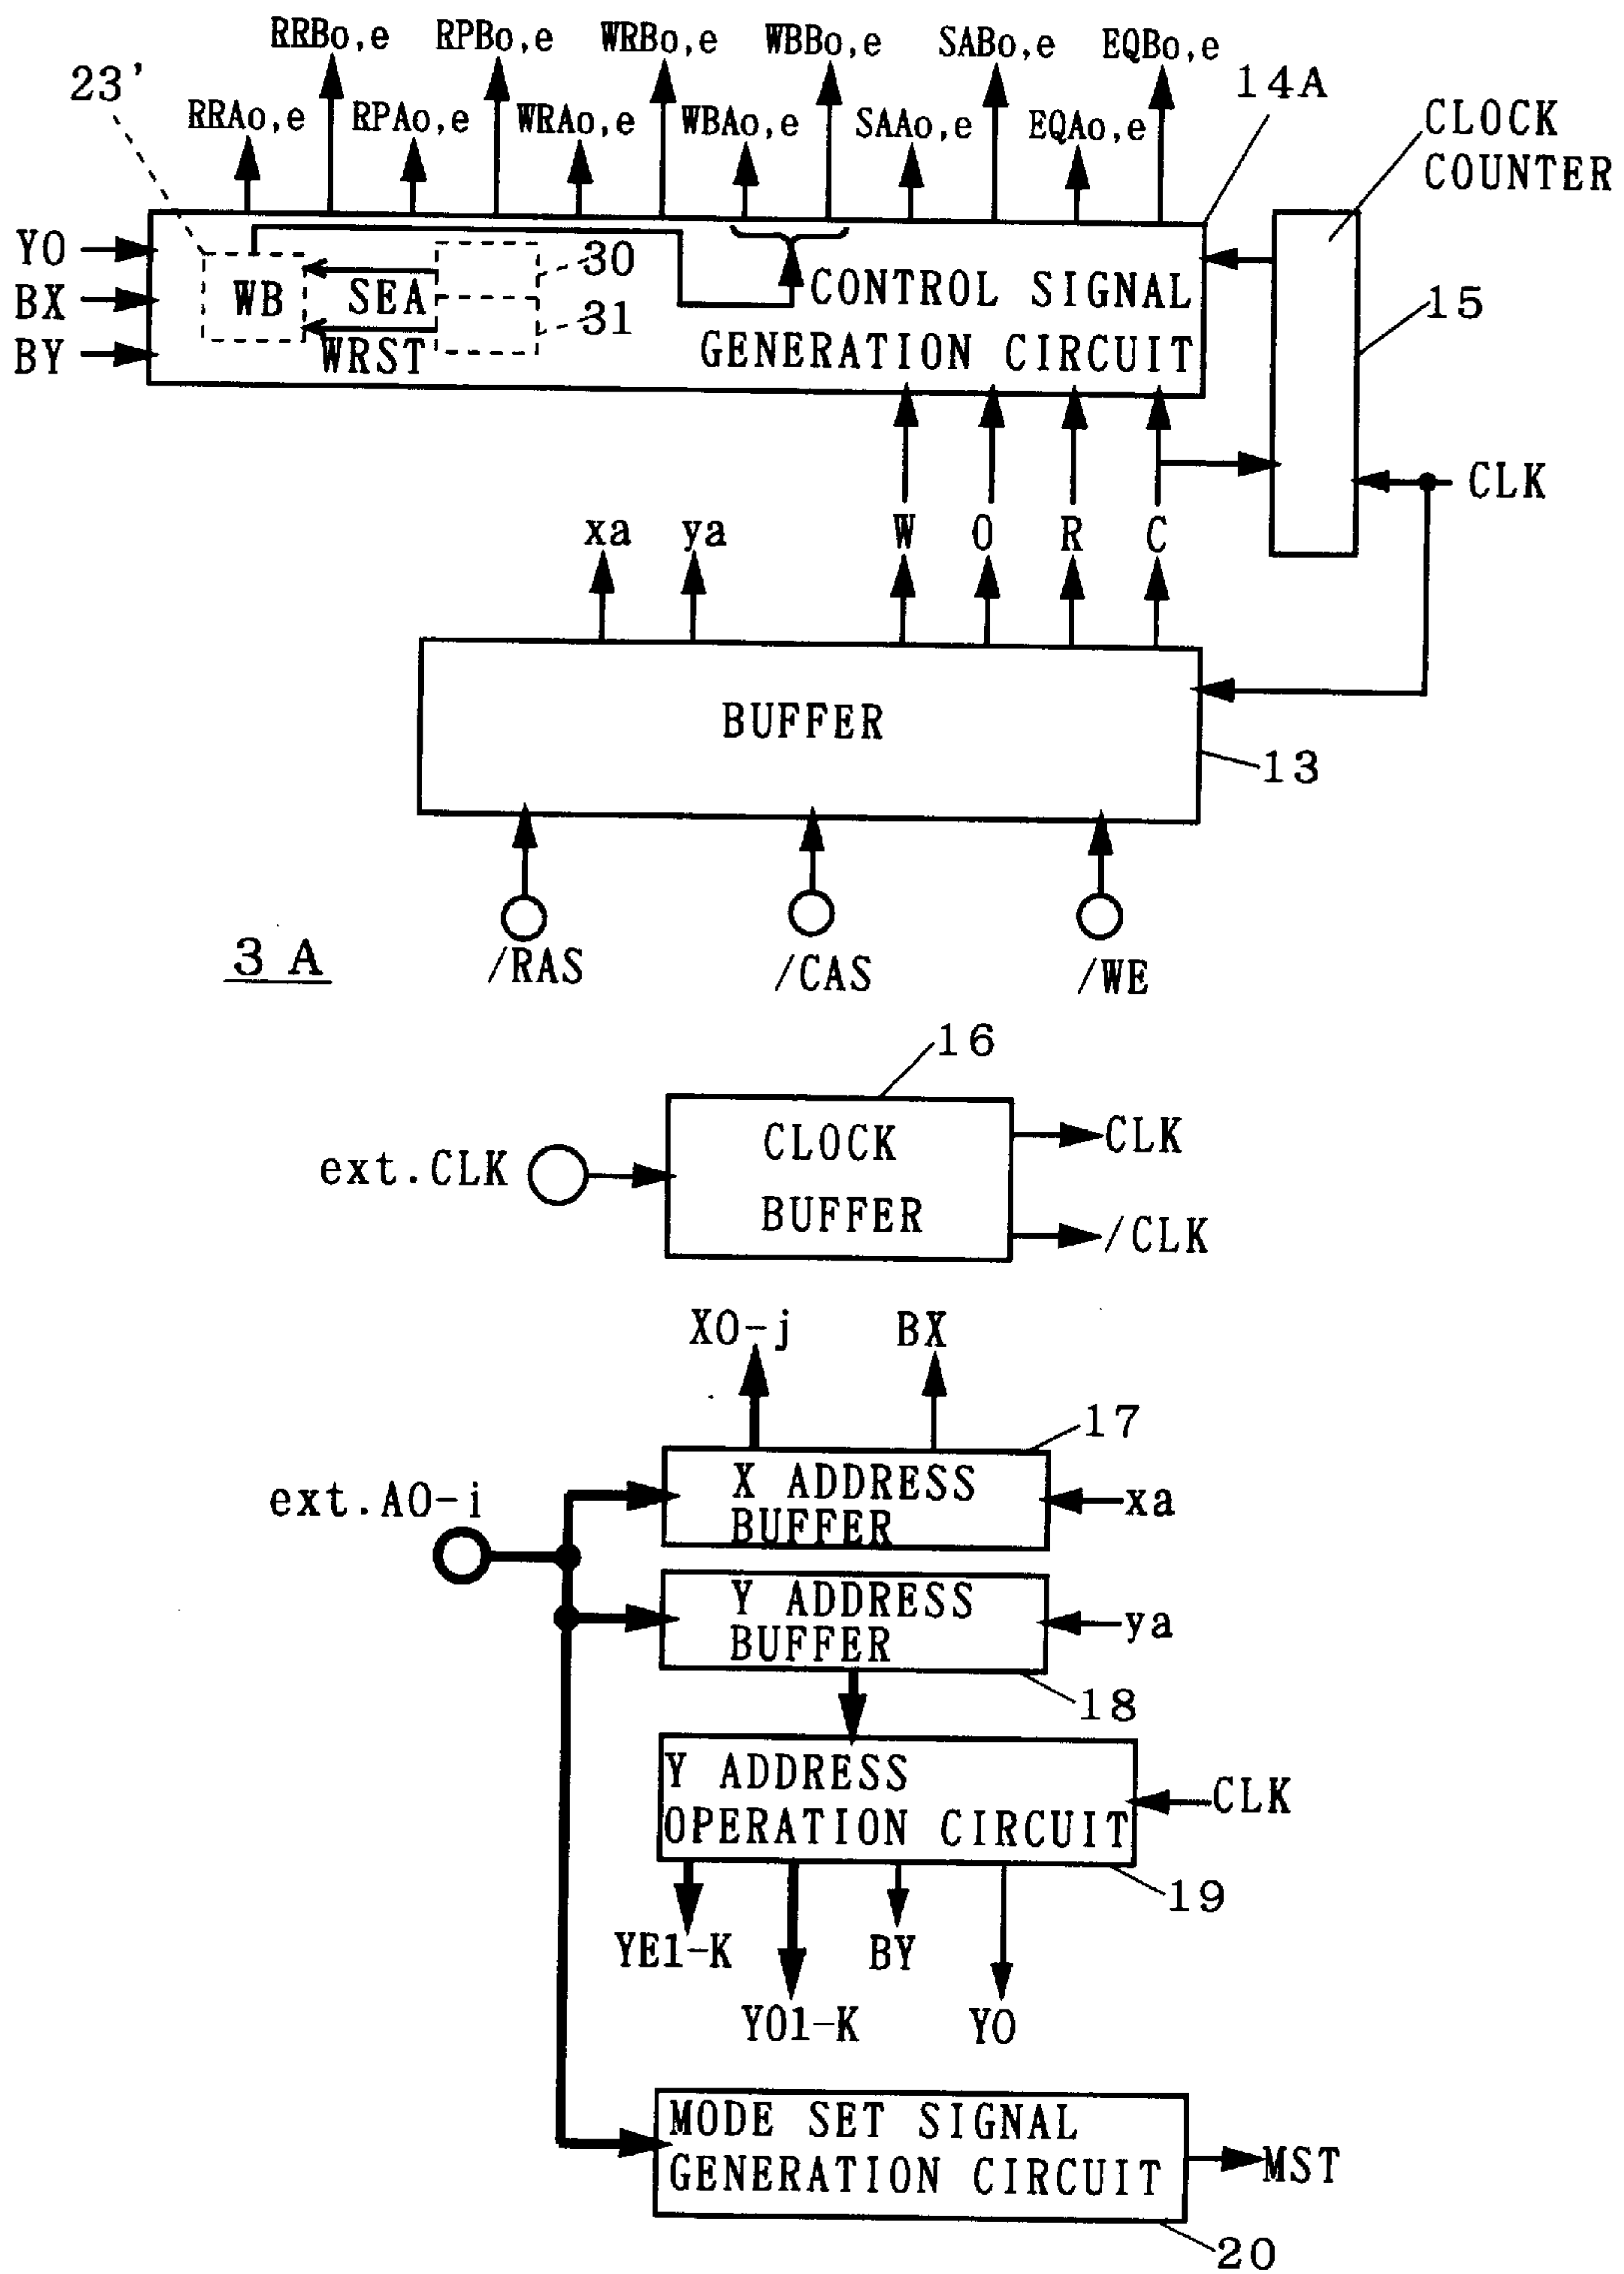 RRBo,e RPBo,e WRBo,e WBBo,e SABo,e EQBo,e
23'
14A
RRAo,e RPAo,e WRAo,e WBAo,e SAAo,e EQAo,e
CLOCK
COUNTER
Y0
BX
BY
WB
SEA
WRST
30
31
CONTROL SIGNAL
GENERATION CIRCUIT
15
CLK
xa ya W O R C
BUFFER
13
/RAS /CAS /WE
3A
16
ext.CLK
CLOCK
BUFFER
CLK
/CLK
X0-j BX
17
ext.A0-i
X ADDRESS
BUFFER
xa
Y ADDRESS
BUFFER
ya
18
Y ADDRESS
OPERATION CIRCUIT
CLK
19
YE1-K
BY
YO1-K
Y0
MODE SET SIGNAL
GENERATION CIRCUIT
MST
20